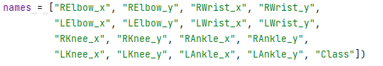 names = ["RElbow_x", "RElbow_y", "RWrist_x", "RWrist_y",
"LElbow_x", "LElbow_y", "LWrist_x", "LWrist_y",
"RKnee_x", "RKnee_y", "RAnkle_x", "RAnkle_y",
"LKnee_x", "LKnee_y", "LAnkle_x", "LAnkle_y", "Class"])